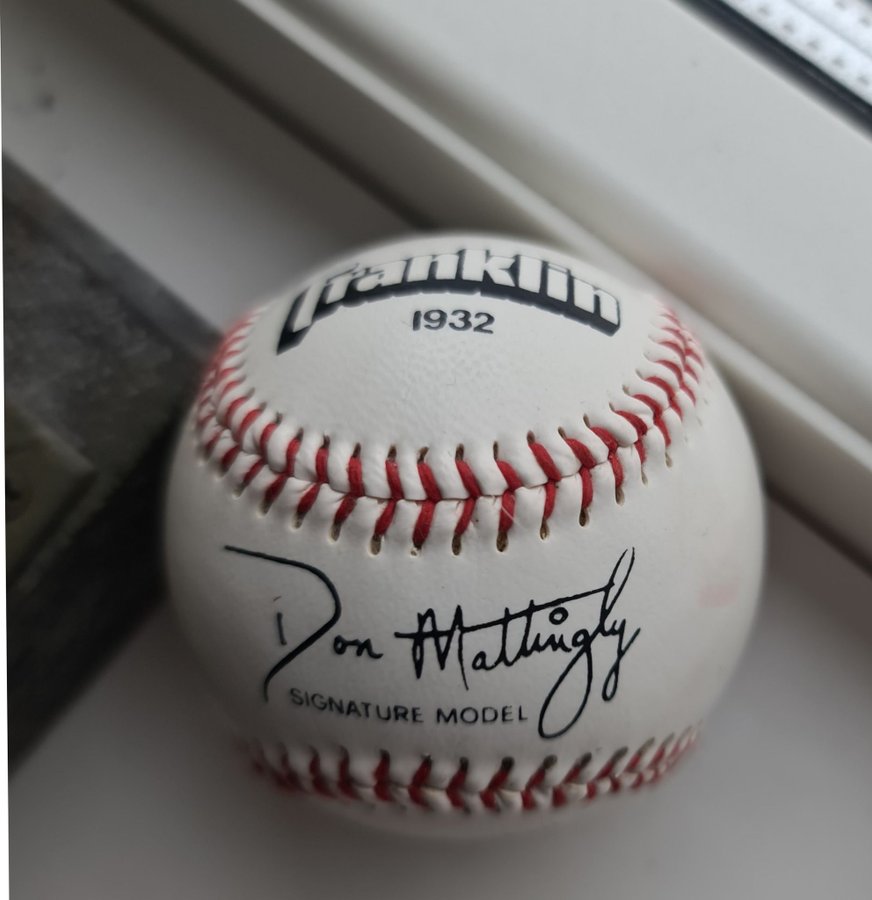 Franklin
1932
Don Mattingly
SIGNATURE MODEL